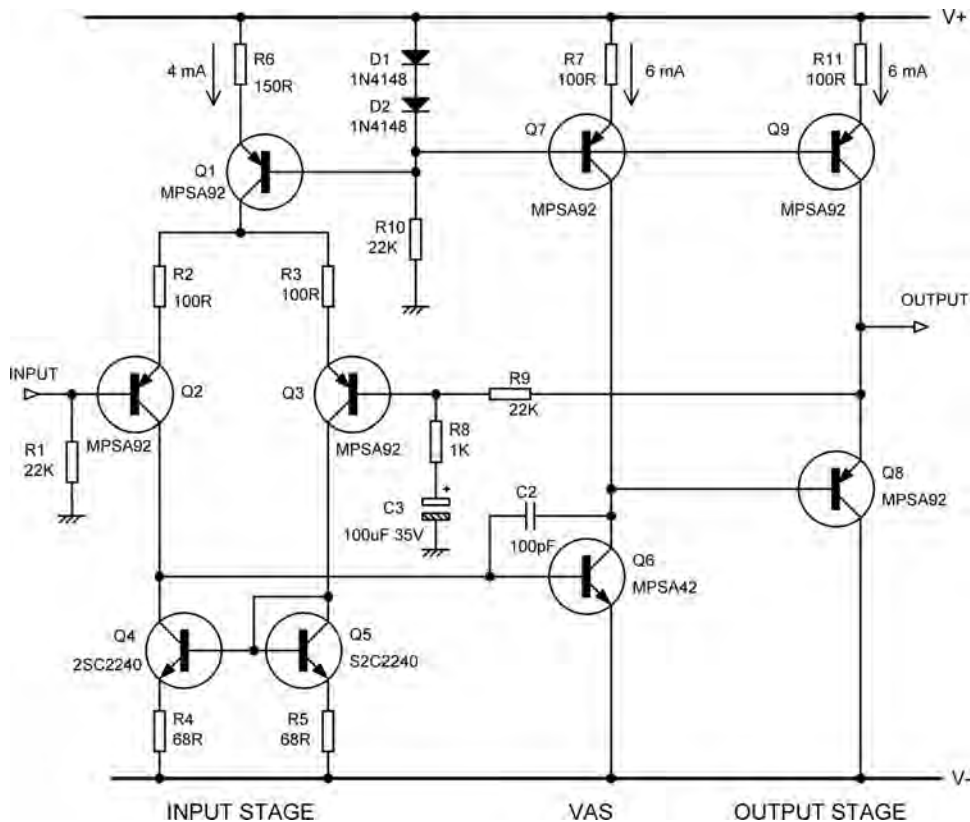 V+
4 mA
R6
150R
D1
1N4148
D2
1N4148
R7
100R
6 mA
R11
100R
6 mA
Q1
MPSA92
Q7
MPSA92
Q9
MPSA92
R10
22K
R2
100R
R3
100R
OUTPUT
INPUT
Q2
MPSA92
Q3
MPSA92
R9
22K
R1
22K
R8
1K
+
C3
100uF 35V
C2
100pF
Q8
MPSA92
Q6
MPSA42
Q4
2SC2240
Q5
S2C2240
R4
68R
R5
68R
V-
INPUT STAGE
VAS
OUTPUT STAGE